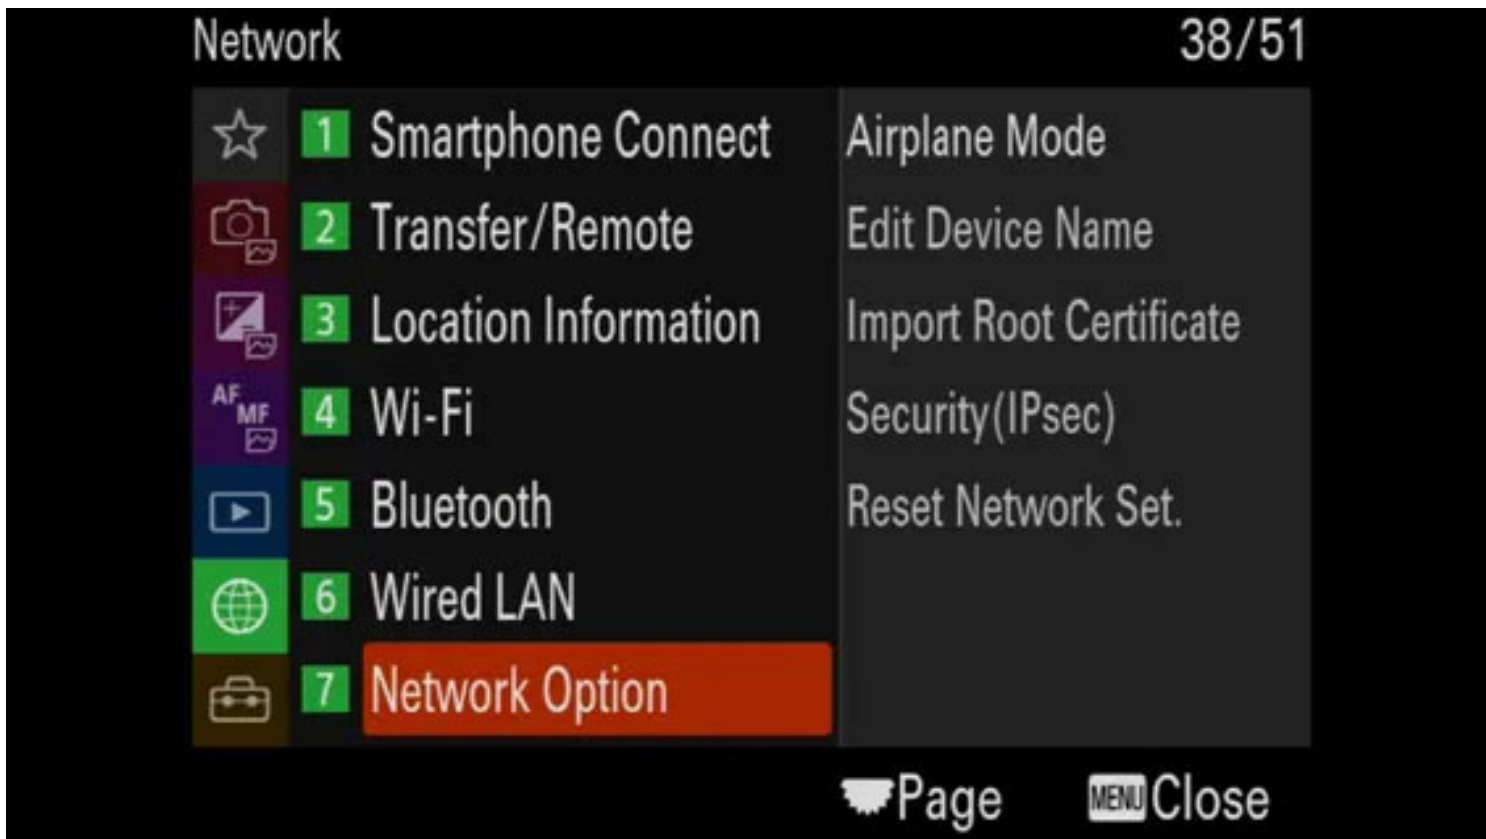 Network 38/51
1 Smartphone Connect
2 Transfer/Remote
3 Location Information
4 Wi-Fi
5 Bluetooth
6 Wired LAN
7 Network Option
AF MF
Airplane Mode
Edit Device Name
Import Root Certificate
Security(IPsec)
Reset Network Set.
Page MENU Close